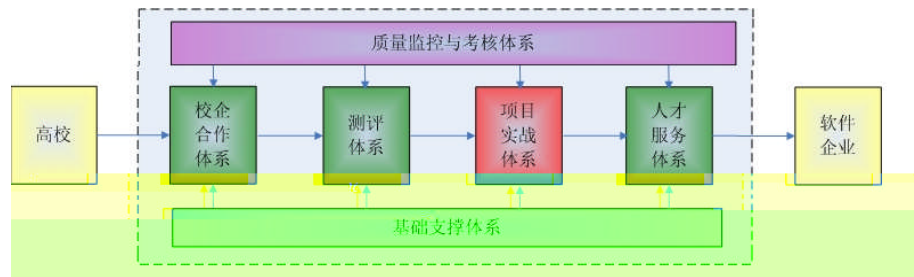 质量监控与考核体系
高校
校企
合作
体系
测评
体系
项目
实战
体系
人才
服务
体系
软件
企业
基础支撑体系